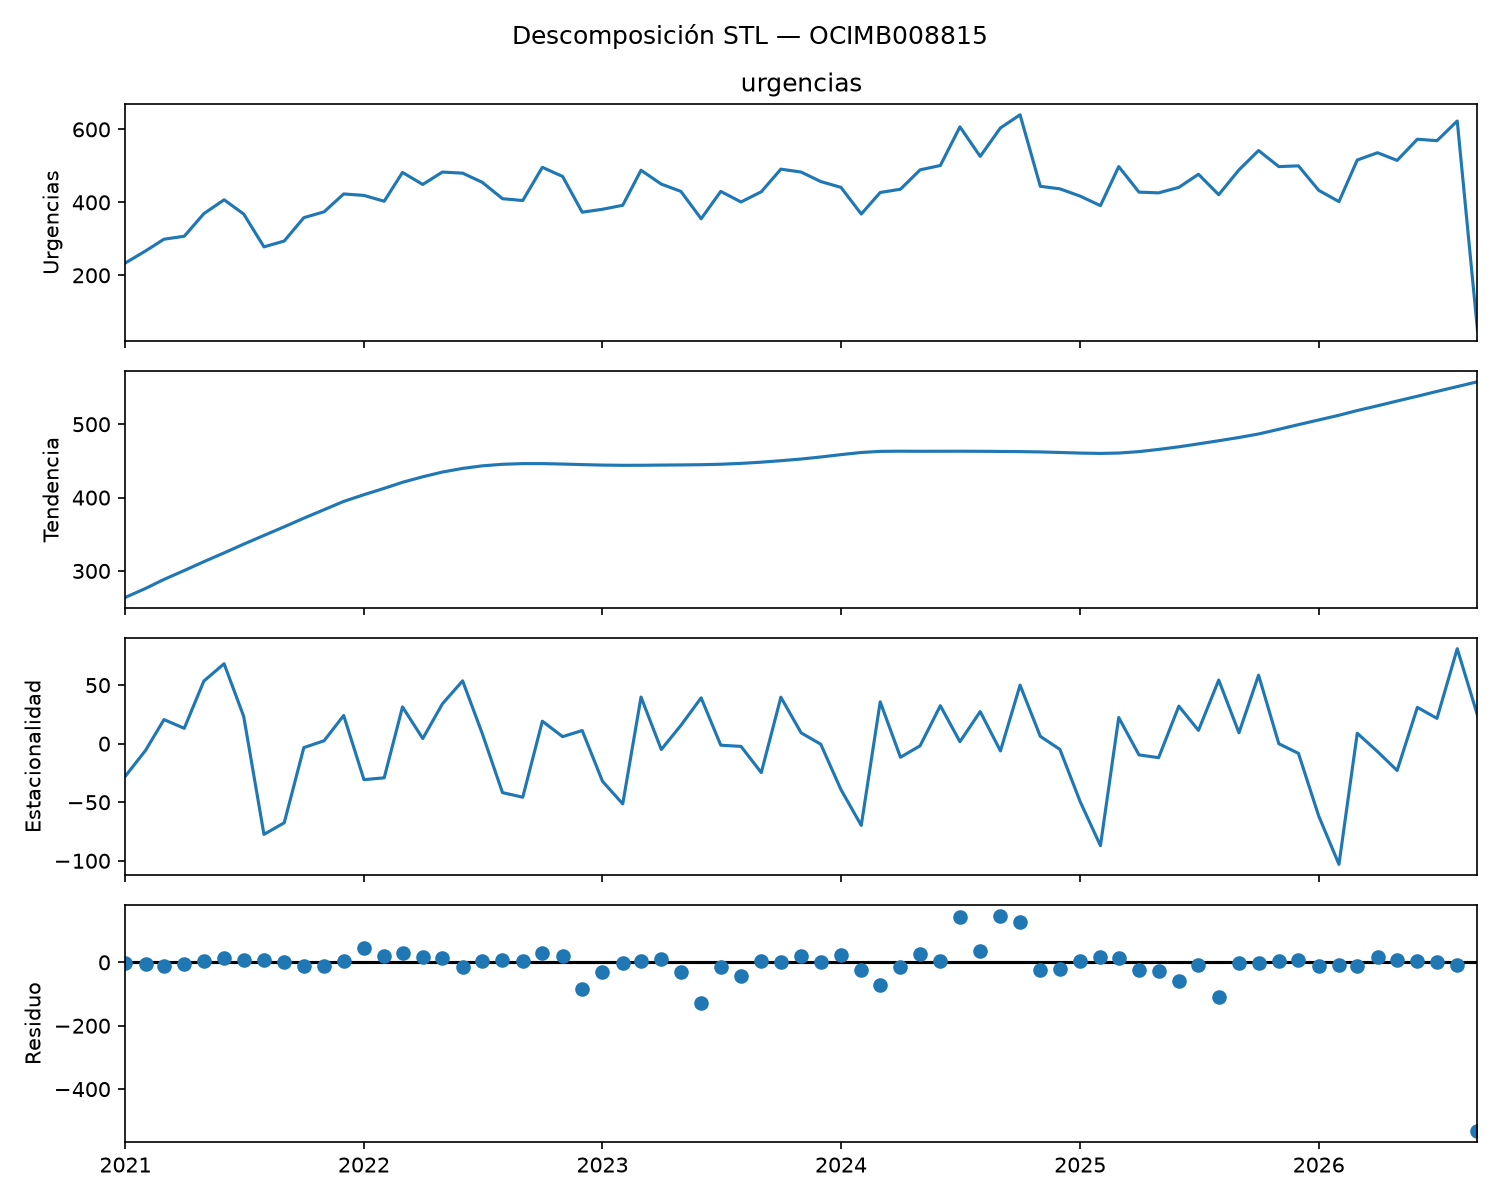 Descomposición STL — OCIMB008815
urgencias
Urgencias
600
400
200
Tendencia
500
400
300
Estacionalidad
50
0
−50
−100
Residuo
0
−200
−400
2021 2022 2023 2024 2025 2026